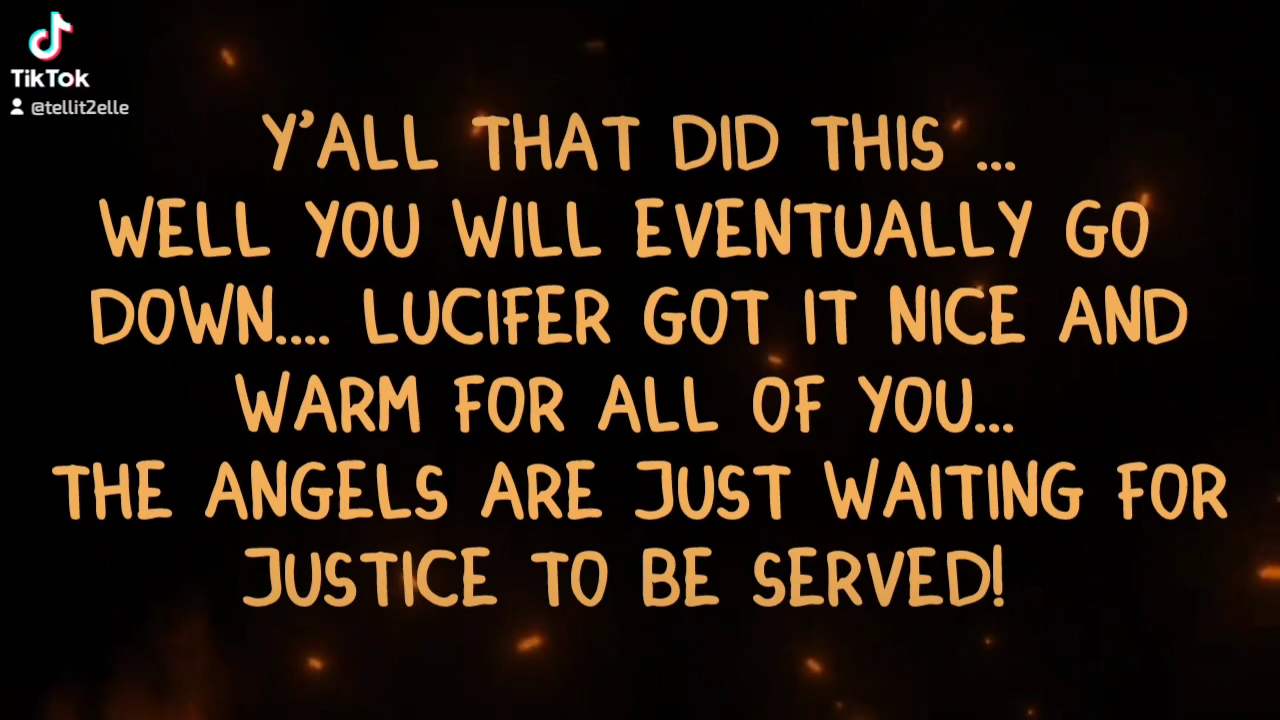 TikTok
@tellit2elle
Y'ALL THAT DID THIS ...
WELL YOU WILL EVENTUALLY GO
DOWN.... LUCIFER GOT IT NICE AND
WARM FOR ALL OF YOU...
THE ANGELS ARE JUST WAITING FOR
JUSTICE TO BE SERVED!